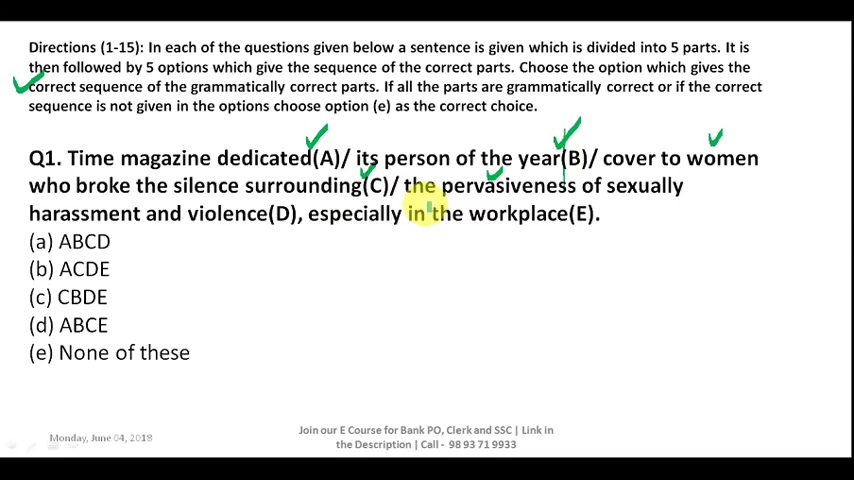 Directions (1-15): In each of the questions given below a sentence is given which is divided into 5 parts. It is
then followed by 5 options which give the sequence of the correct parts. Choose the option which gives the
correct sequence of the grammatically correct parts. If all the parts are grammatically correct or if the correct
sequence is not given in the options choose option (e) as the correct choice.
Q1. Time magazine dedicated(A)/ its person of the year(B)/ cover to women
who broke the silence surrounding(C)/ the pervasiveness of sexually
harassment and violence(D), especially in the workplace(E).
(a) ABCD
(b) ACDE
(c) CBDE
(d) ABCE
(e) None of these
Monday, June 04, 2018
Join our E Course for Bank PO, Clerk and SSC | Link in
the Description | Call - 98 93 71 9933